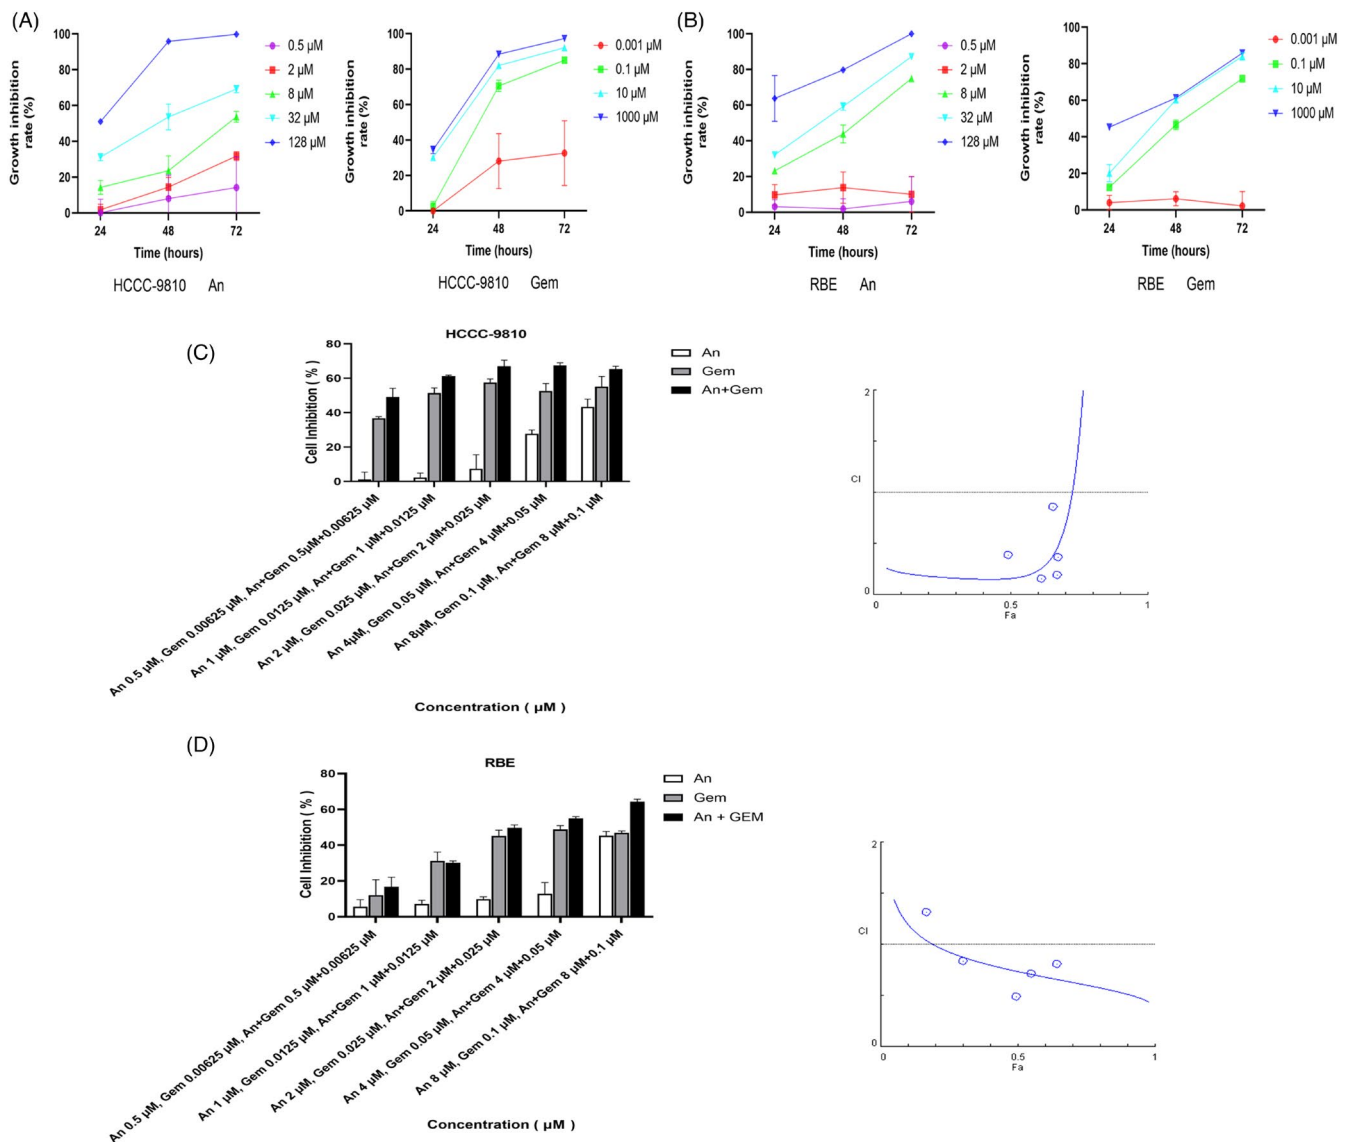 (A)
Growth inhibition
rate (%)
100
80
60
40
20
0
24
48
72
Time (hours)
0.5 µM
2 µM
8 µM
32 µM
128 µM
HCCC-9810 An
Growth inhibition
rate (%)
100
80
60
40
20
0
24
48
72
Time (hours)
0.001 µM
0.1 µM
10 µM
1000 µM
HCCC-9810 Gem
(B)
Growth inhibition
rate (%)
100
80
60
40
20
0
24
48
72
Time (hours)
0.5 µM
2 µM
8 µM
32 µM
128 µM
RBE An
Growth inhibition
rate (%)
100
80
60
40
20
0
24
48
72
Time (hours)
0.001 µM
0.1 µM
10 µM
1000 µM
RBE Gem
(C)
HCCC-9810
Cell Inhibition ( % )
80
60
40
20
0
An
Gem
An+Gem
An 0.5 µM, Gem 0.00625 µM, An+Gem 0.5µM+0.00625 µM
An 1 µM, Gem 0.0125 µM, An+Gem 1 µM+0.0125 µM
An 2 µM, Gem 0.025 µM, An+Gem 2 µM+0.025 µM
An 4µM, Gem 0.05 µM, An+Gem 4 µM+0.05 µM
An 8µM, Gem 0.1 µM, An+Gem 8 µM+0.1 µM
Concentration ( µM )
2
CI
0
0
0.5
1
Fa
(D)
RBE
Cell Inhibition ( % )
80
60
40
20
0
An
Gem
An + GEM
An 0.5 µM, Gem 0.00625 µM, An+Gem 0.5 µM+0.00625 µM
An 1 µM, Gem 0.0125 µM, An+Gem 1 µM+0.0125 µM
An 2 µM, Gem 0.025 µM, An+Gem 2 µM+0.025 µM
An 4 µM, Gem 0.05 µM, An+Gem 4 µM+0.05 µM
An 8 µM, Gem 0.1 µM, An+Gem 8 µM+0.1 µM
Concentration ( µM )
2
CI
0
0
0.5
1
Fa